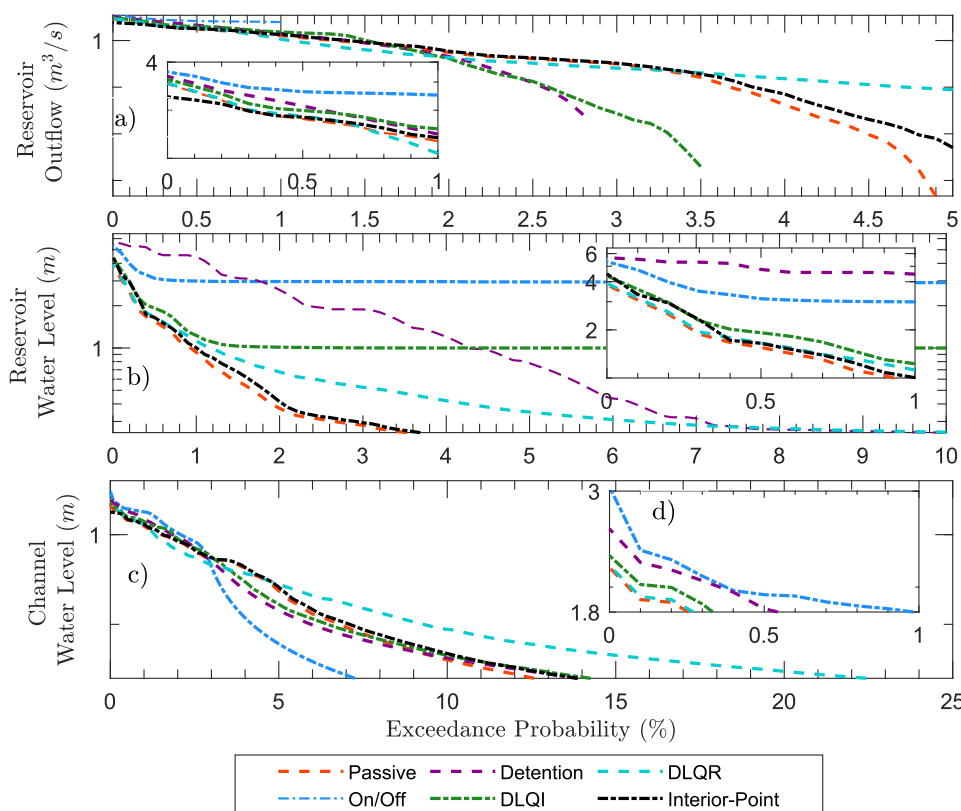 Reservoir
Outflow (m³/s)
1
a)
4
0 0.5 1
0 0.5 1 1.5 2 2.5 3 3.5 4 4.5 5
Reservoir
Water Level (m)
1
b)
6
4
2
0 0.5 1
0 1 2 3 4 5 6 7 8 9 10
Channel
Water Level (m)
1
c)
d)
3
1.8
0 0.5 1
0 5 10 15 20 25
Exceedance Probability (%)
Passive Detention DLQR
On/Off DLQI Interior-Point